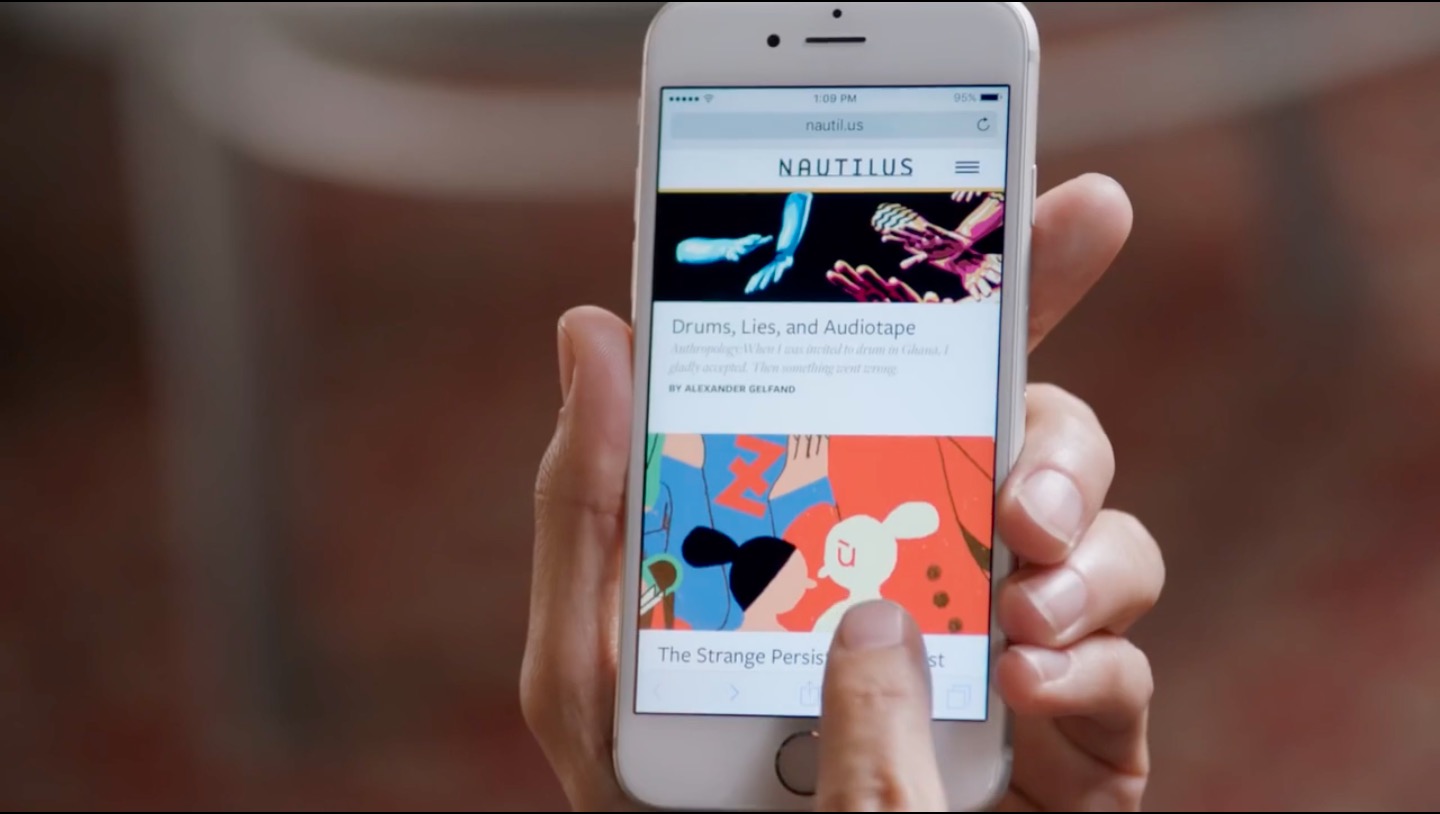 1:09 PM
95%
nautil.us
NAUTILUS
Drums, Lies, and Audiotape
Anthropology:When I was invited to drum in Ghana, I
gladly accepted. Then something went wrong.
BY ALEXANDER GELFAND
Z
ù
The Strange Persis st